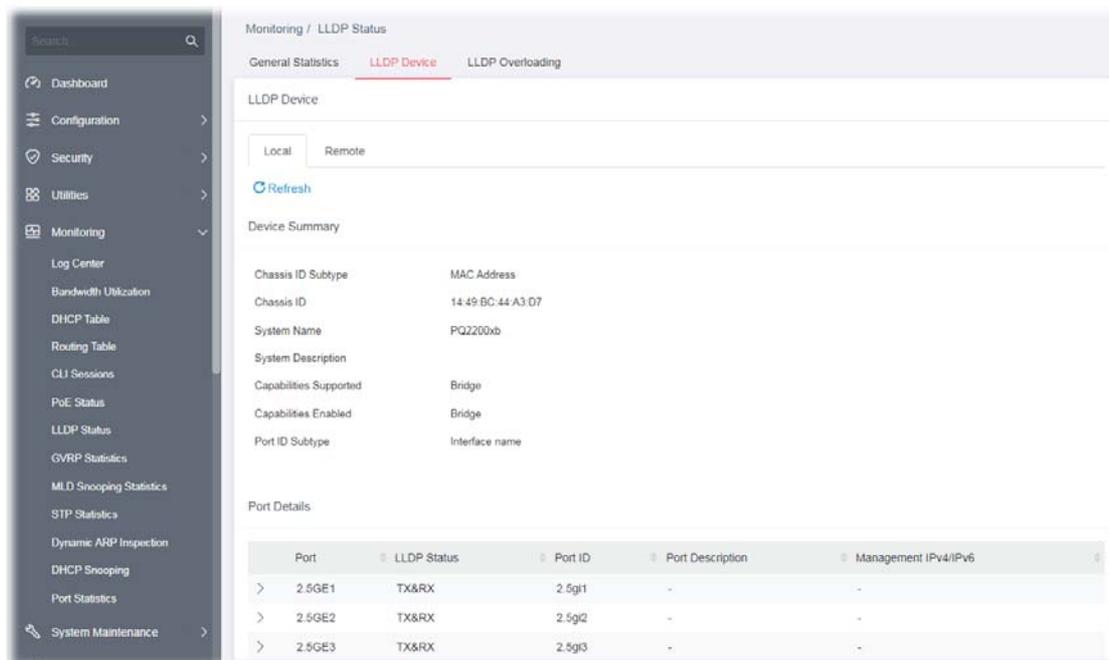 Search...
Dashboard
Configuration
Security
Utilities
Monitoring
Log Center
Bandwidth Utilization
DHCP Table
Routing Table
CLI Sessions
PoE Status
LLDP Status
GVRP Statistics
MLD Snooping Statistics
STP Statistics
Dynamic ARP Inspection
DHCP Snooping
Port Statistics
System Maintenance
Monitoring / LLDP Status
General Statistics LLDP Device LLDP Overloading
LLDP Device
Local Remote
Refresh
Device Summary
Chassis ID Subtype MAC Address
Chassis ID 14:49:BC:44:A3:D7
System Name PQ2200xb
System Description
Capabilities Supported Bridge
Capabilities Enabled Bridge
Port ID Subtype Interface name
Port Details
Port LLDP Status Port ID Port Description Management IPv4/IPv6
2.5GE1 TX&RX 2.5gi1 - -
2.5GE2 TX&RX 2.5gi2 - -
2.5GE3 TX&RX 2.5gi3 - -